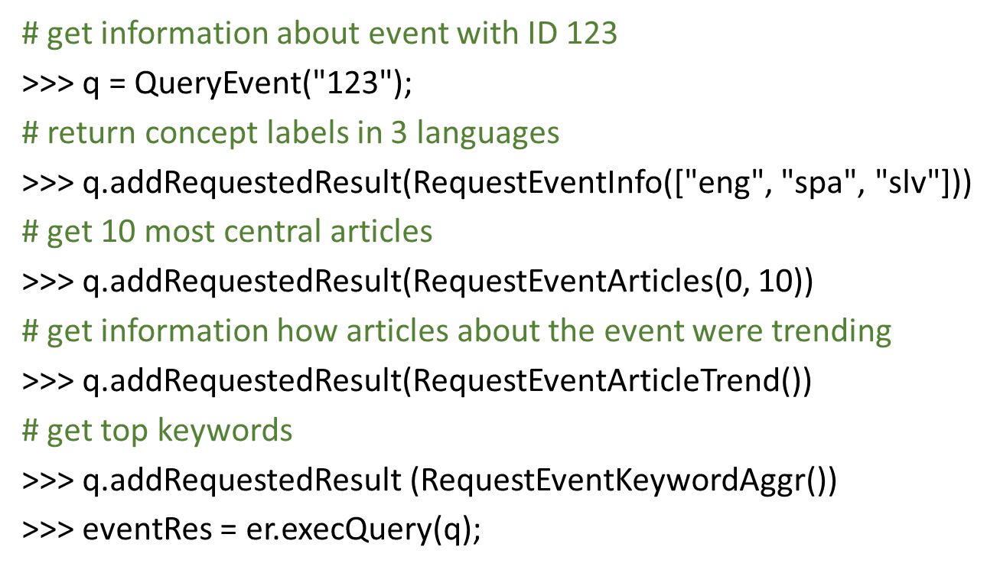 # get information about event with ID 123
>>> q = QueryEvent("123");
# return concept labels in 3 languages
>>> q.addRequestedResult(RequestEventInfo(["eng", "spa", "slv"]))
# get 10 most central articles
>>> q.addRequestedResult(RequestEventArticles(0, 10))
# get information how articles about the event were trending
>>> q.addRequestedResult(RequestEventArticleTrend())
# get top keywords
>>> q.addRequestedResult (RequestEventKeywordAggr())
>>> eventRes = er.execQuery(q);